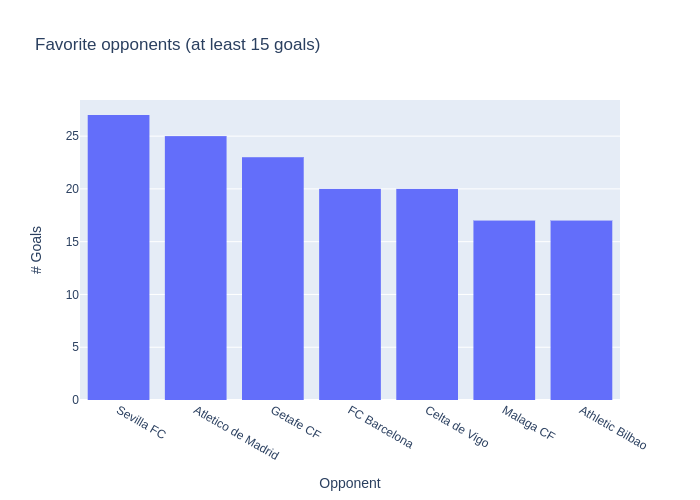 Favorite opponents (at least 15 goals)
# Goals
25
20
15
10
5
0
Sevilla FC
Atletico de Madrid
Getafe CF
FC Barcelona
Celta de Vigo
Malaga CF
Athletic Bilbao
Opponent